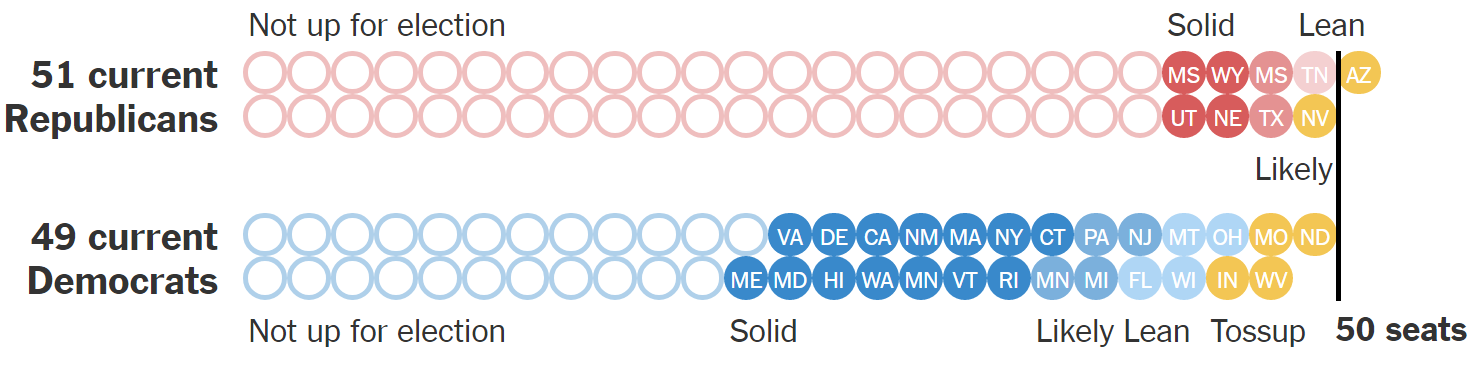 Not up for election Solid Lean
51 current
Republicans
MS WY MS TN AZ
UT NE TX NV
Likely
49 current
Democrats
VA DE CA NM MA NY CT PA NJ MT OH MO ND
ME MD HI WA MN VT RI MN MI FL WI IN WV
Not up for election Solid Likely Lean Tossup 50 seats